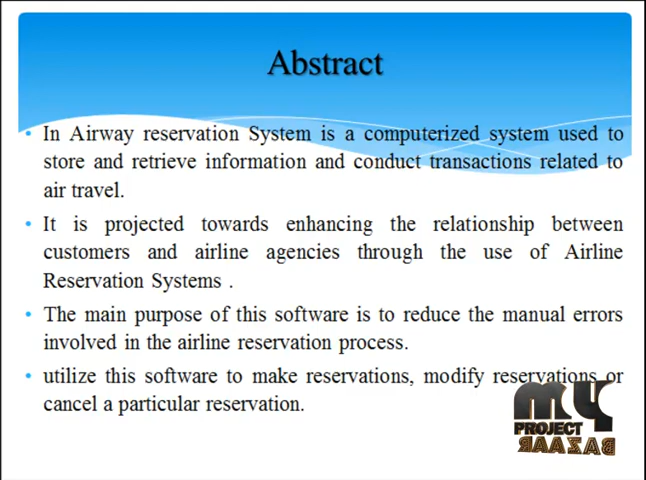 Abstract
In Airway reservation System is a computerized system used to
store and retrieve information and conduct transactions related to
air travel.
It is projected towards enhancing the relationship between
customers and airline agencies through the use of Airline
Reservation Systems .
The main purpose of this software is to reduce the manual errors
involved in the airline reservation process.
utilize this software to make reservations, modify reservations or
cancel a particular reservation.
MY
PROJECT
BAZAAR